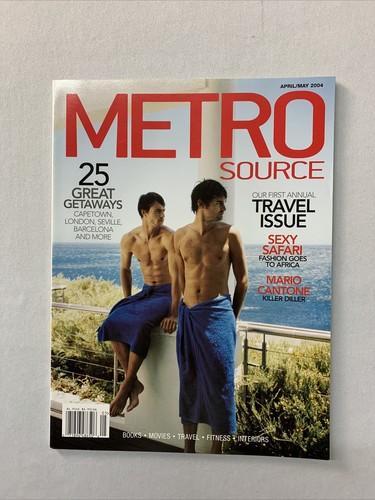 APRIL/MAY 2004
METRO
SOURCE
25
GREAT
GETAWAYS
CAPETOWN,
LONDON, SEVILLE,
BARCELONA
AND MORE
OUR FIRST ANNUAL
TRAVEL
ISSUE
SEXY
SAFARI
FASHION GOES
TO AFRICA
MARIO
CANTONE
KILLER DILLER
BOOKS • MOVIES • TRAVEL • FITNESS • INTERIORS